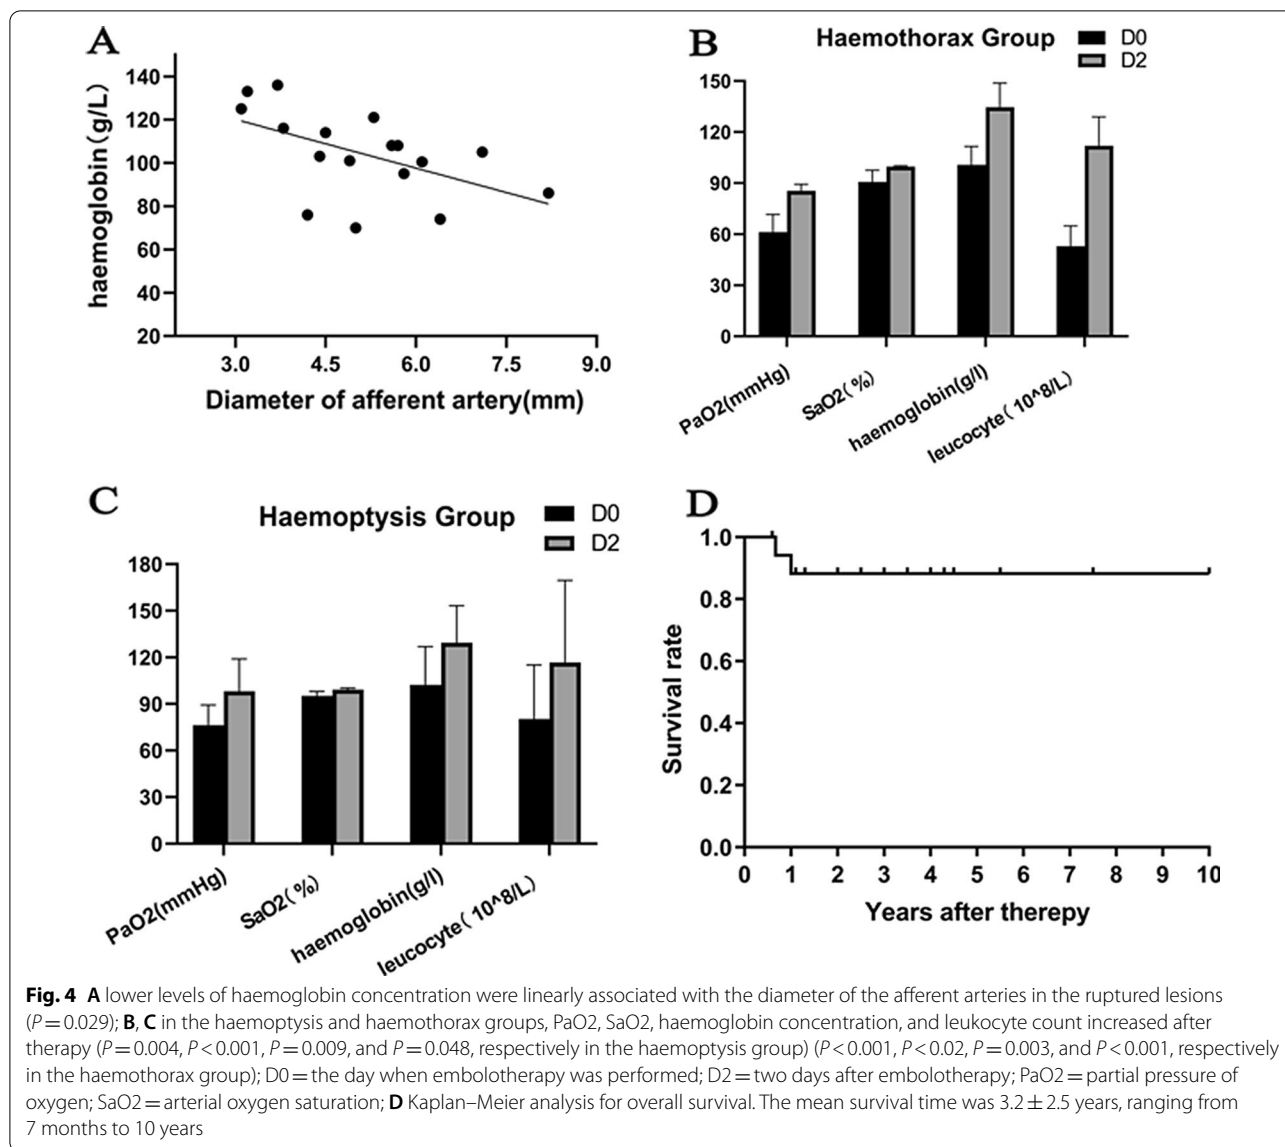 A
haemoglobin(g/L)
140
120
100
80
60
40
20
3.0 4.5 6.0 7.5 9.0
Diameter of afferent artery(mm)
B
Haemothorax Group
D0
D2
150
120
90
60
30
0
PaO2(mmHg)
SaO2(%)
haemoglobin(g/l)
leucocyte(10^8/L)
C
Haemoptysis Group
D0
D2
180
150
120
90
60
30
0
PaO2(mmHg)
SaO2(%)
haemoglobin(g/l)
leucocyte(10^8/L)
D
Survival rate
1.0
0.8
0.6
0.4
0.2
0.0
0 1 2 3 4 5 6 7 8 9 10
Years after therepy
Fig. 4 A lower levels of haemoglobin concentration were linearly associated with the diameter of the afferent arteries in the ruptured lesions
(P = 0.029); B, C in the haemoptysis and haemothorax groups, PaO2, SaO2, haemoglobin concentration, and leukocyte count increased after
therapy (P = 0.004, P < 0.001, P = 0.009, and P = 0.048, respectively in the haemoptysis group) (P < 0.001, P < 0.02, P = 0.003, and P < 0.001, respectively
in the haemothorax group); D0 = the day when embolotherapy was performed; D2 = two days after embolotherapy; PaO2 = partial pressure of
oxygen; SaO2 = arterial oxygen saturation; D Kaplan–Meier analysis for overall survival. The mean survival time was 3.2 ± 2.5 years, ranging from
7 months to 10 years